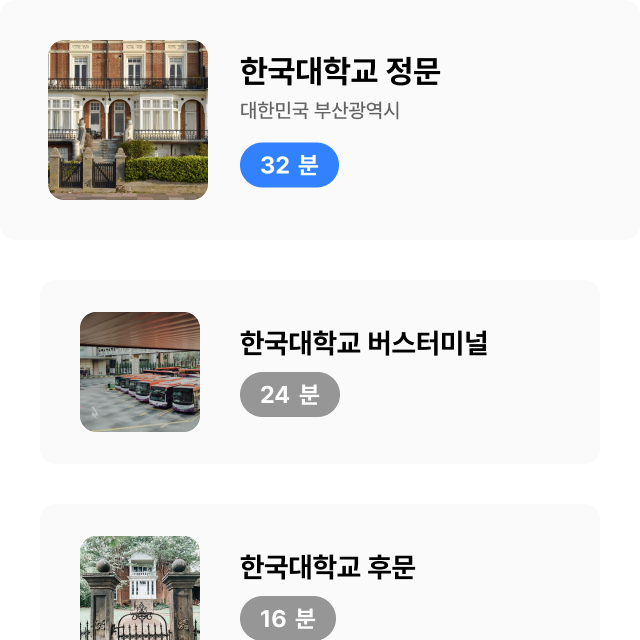 한국대학교 정문
대한민국 부산광역시
32 분
한국대학교 버스터미널
24 분
한국대학교 후문
16 분